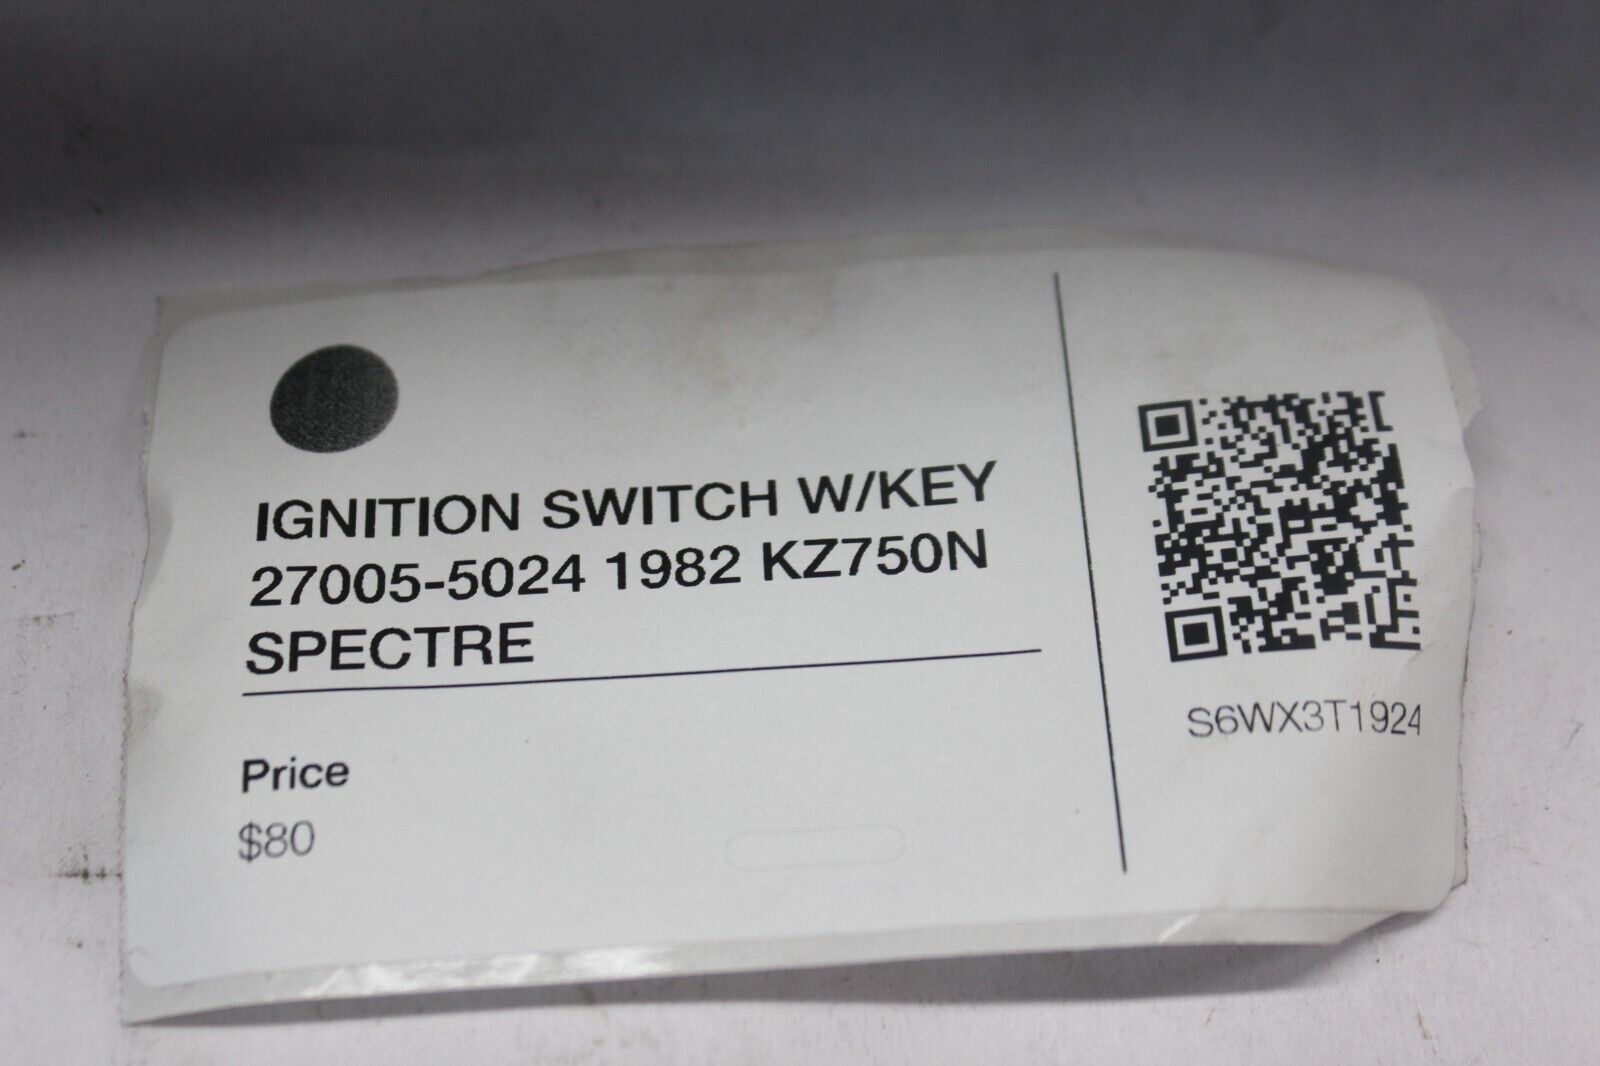 IGNITION SWITCH W/KEY
27005-5024 1982 KZ750N
SPECTRE
Price
$80
S6WX3T1924